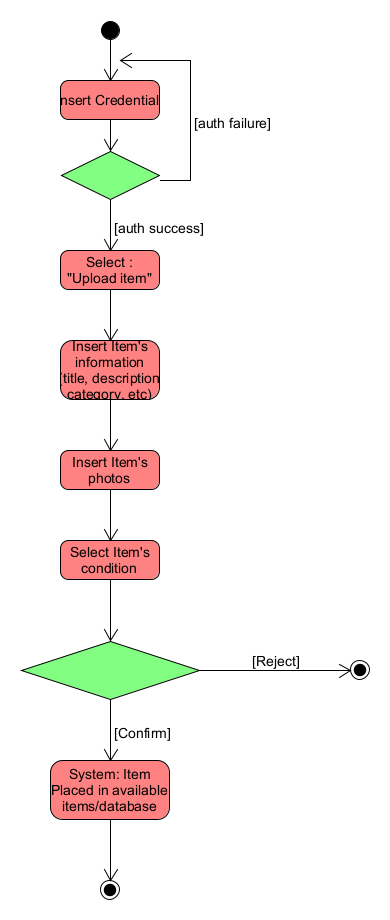 nsert Credential
[auth failure]
[auth success]
Select :
"Upload item"
Insert Item's
information
(title, description
category, etc)
Insert Item's
photos
Select Item's
condition
[Reject]
[Confirm]
System: Item
Placed in available
items/database